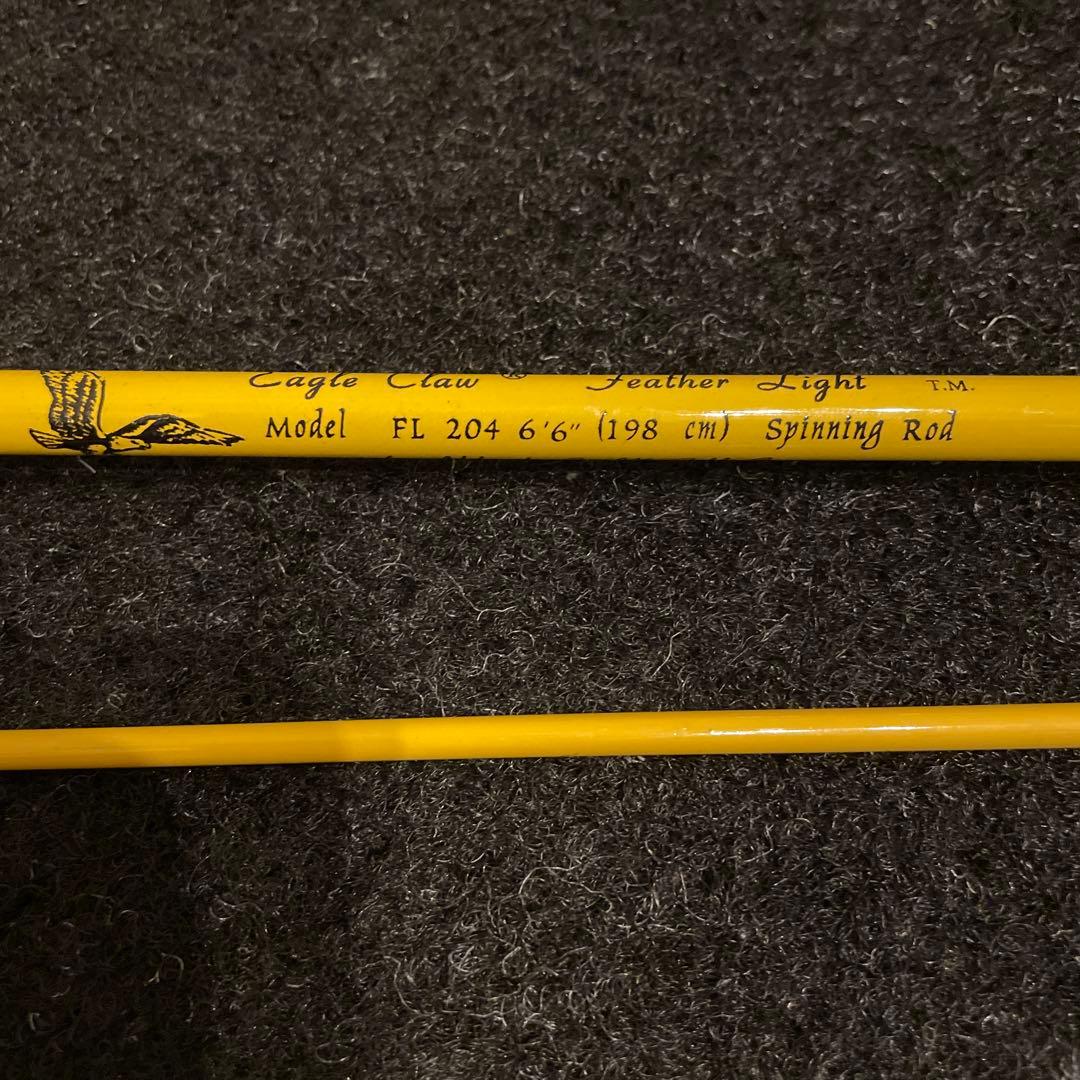 Eagle Claw ® Feather Light T.M.
Model FL 204 6'6" (198 cm) Spinning Rod